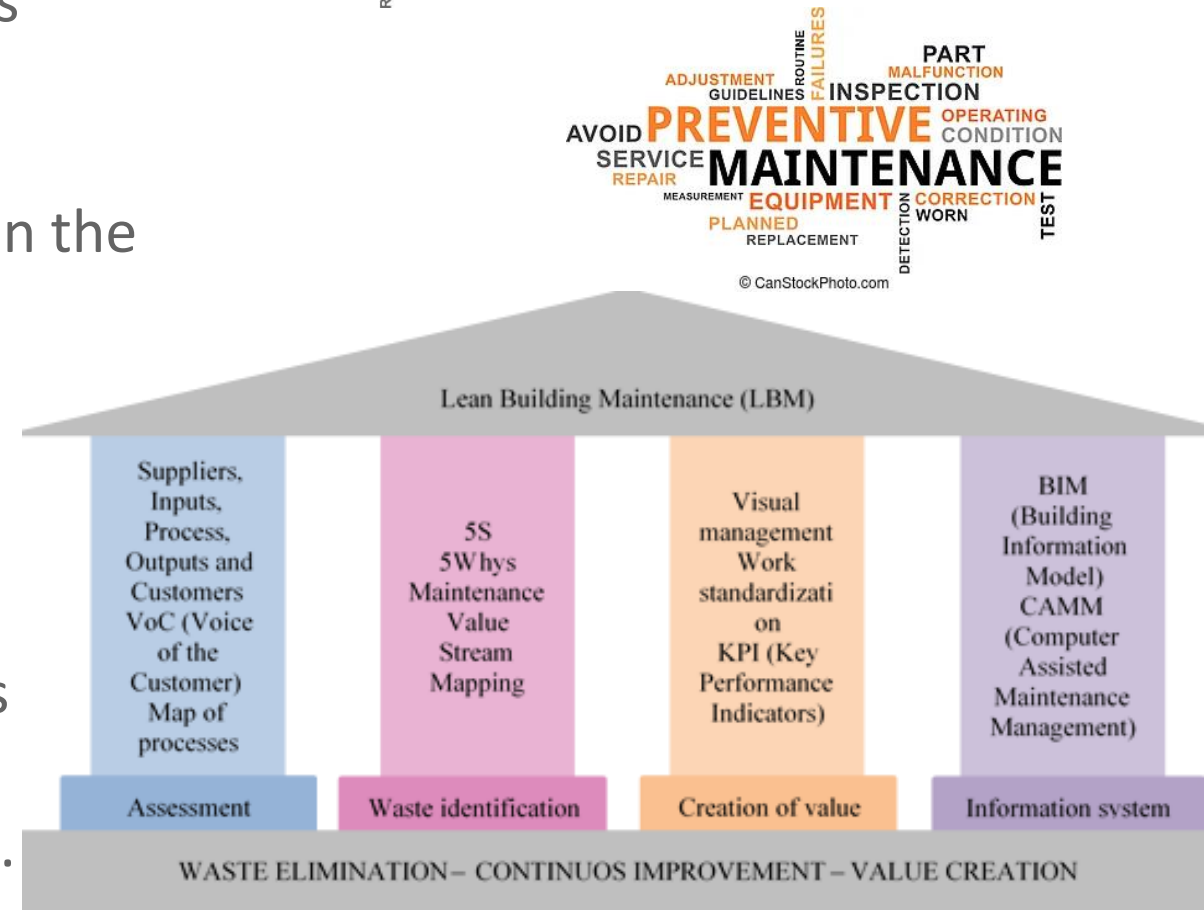 s
R
ROUTINE
FAILURES
PART
ADJUSTMENT
MALFUNCTION
GUIDELINES
INSPECTION
PREVENTIVE
OPERATING
AVOID
CONDITION
SERVICE
MAINTENANCE
REPAIR
MEASUREMENT
EQUIPMENT
CORRECTION
WORN
TEST
PLANNED
REPLACEMENT
DETECTION
n the
© CanStockPhoto.com
Lean Building Maintenance (LBM)
Suppliers,
Inputs,
Process,
Outputs and
Customers
VoC (Voice
of the
Customer)
Map of
processes
Assessment
5S
5Whys
Maintenance
Value
Stream
Mapping
Waste identification
Visual
management
Work
standardizati
on
KPI (Key
Performance
Indicators)
Creation of value
BIM
(Building
Information
Model)
CAMM
(Computer
Assisted
Maintenance
Management)
Information system
s
.
WASTE ELIMINATION– CONTINUOS IMPROVEMENT – VALUE CREATION